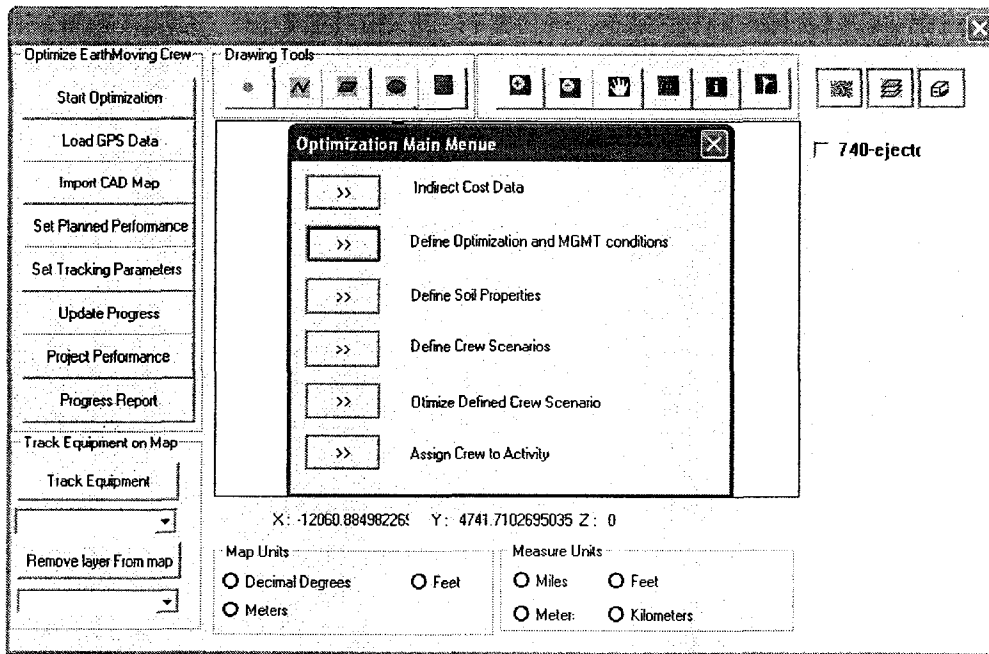 Optimize EarthMoving Crew
Start Optimization
Load GPS Data
Import CAD Map
Set Planned Performance
Set Tracking Parameters
Update Progress
Project Performance
Progress Report
Track Equipment on Map
Track Equipment
Remove layer From map
Drawing Tools
740-ejecto
Optimization Main Menue
>> Indirect Cost Data
>> Define Optimization and MGMT conditions
>> Define Soil Properties
>> Define Crew Scenarios
>> Otimize Defined Crew Scenario
>> Assign Crew to Activity
X: -12060.88498226 Y: 4741.7102695035 Z: 0
Map Units
Decimal Degrees Feet
Meters
Measure Units
Miles Feet
Meter: Kilometers